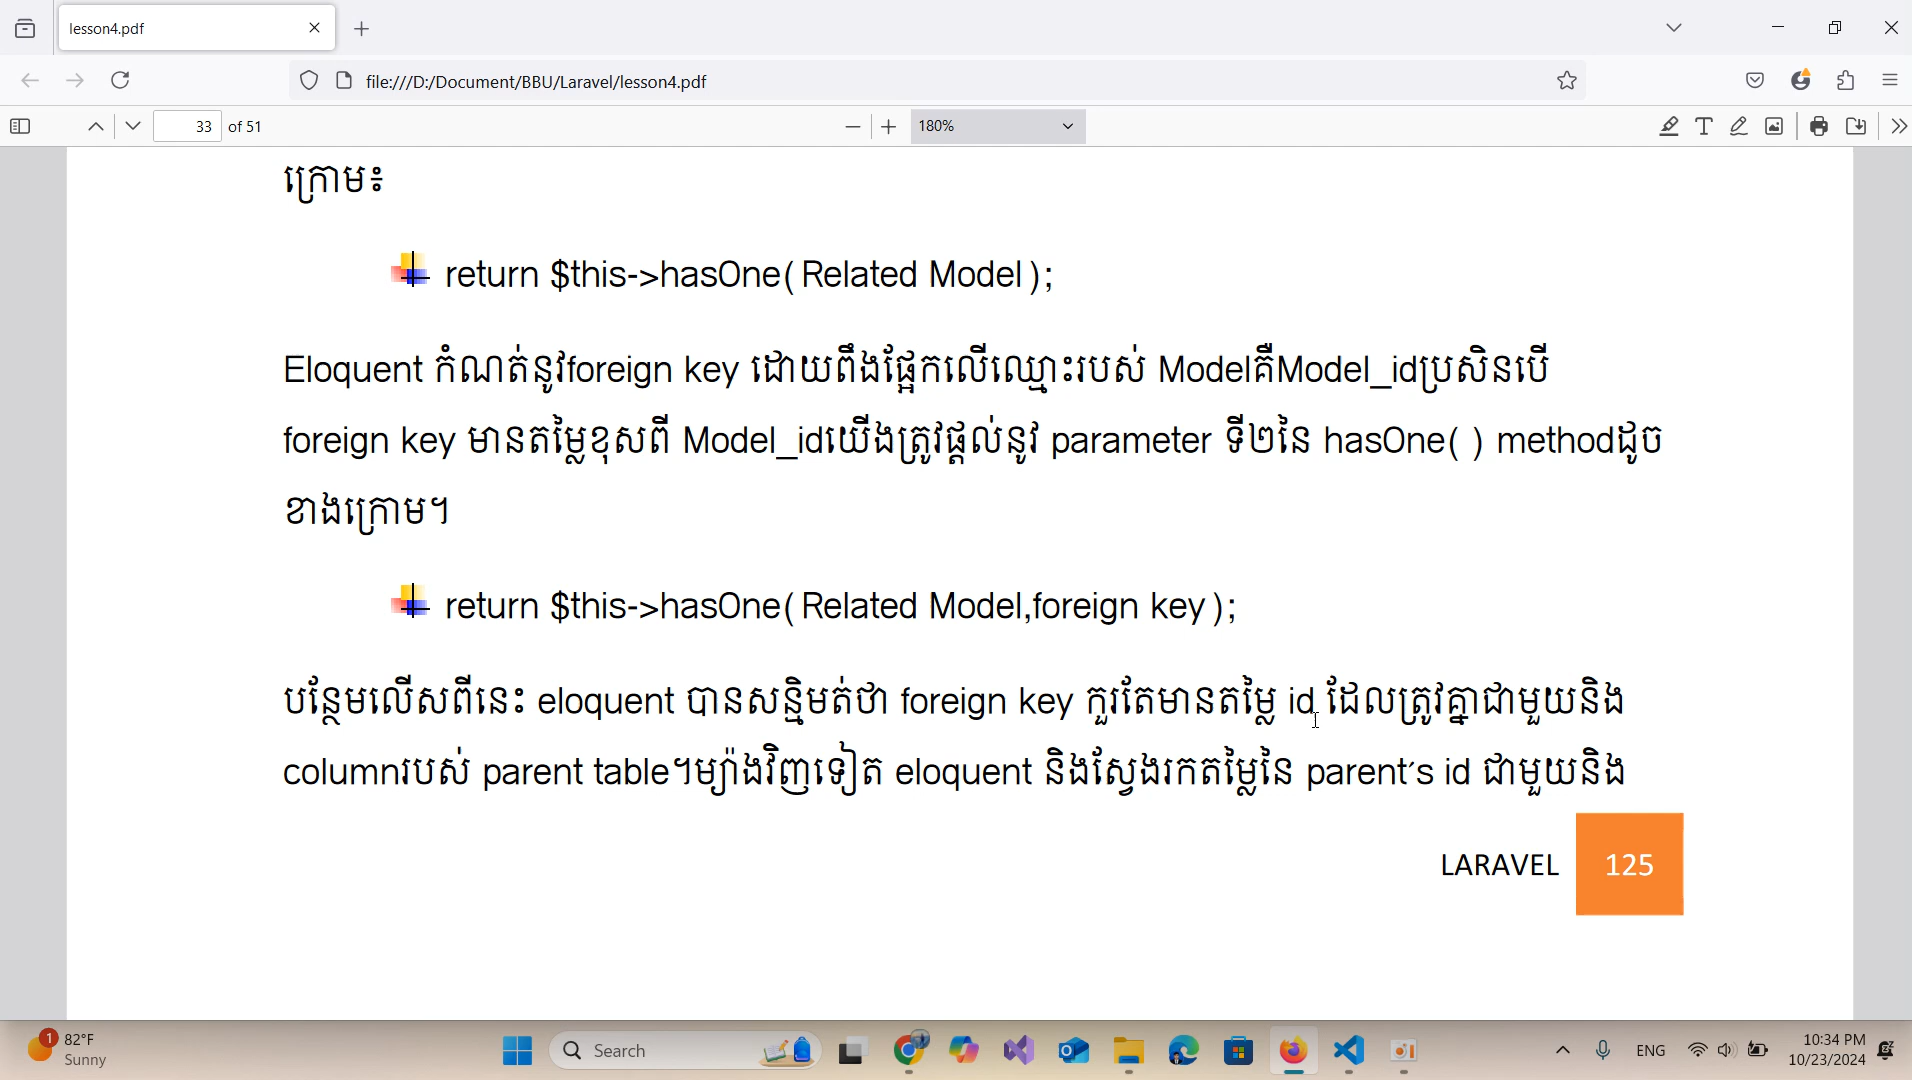 lesson4.pdf
file:///D:/Document/BBU/Laravel/lesson4.pdf
33 of 51
180%
ក្រោម៖
return $this->hasOne( Related Model );
Eloquent កំណត់នូវforeign key ដោយពឹងផ្អែកលើឈ្មោះរបស់ ModelគឺModel_idប្រសិនបើ
foreign key មានតម្លៃខុសពី Model_idយើងត្រូវផ្តល់នូវ parameter ទី២នៃ hasOne( ) methodដូច
ខាងក្រោម។
return $this->hasOne( Related Model,foreign key );
បន្ថែមលើសពីនេះ eloquent បានសន្មិមត់ថា foreign key កួរតែមានតម្លៃ id ដែលត្រូវគ្នាជាមួយនិង
columnរបស់ parent table។ម្យ៉ាងវិញទៀត eloquent និងស្វែងរកតម្លៃនៃ parent´s id ជាមួយនិង
LARAVEL 125
1
82°F
Sunny
Search
ENG
10:34 PM
10/23/2024